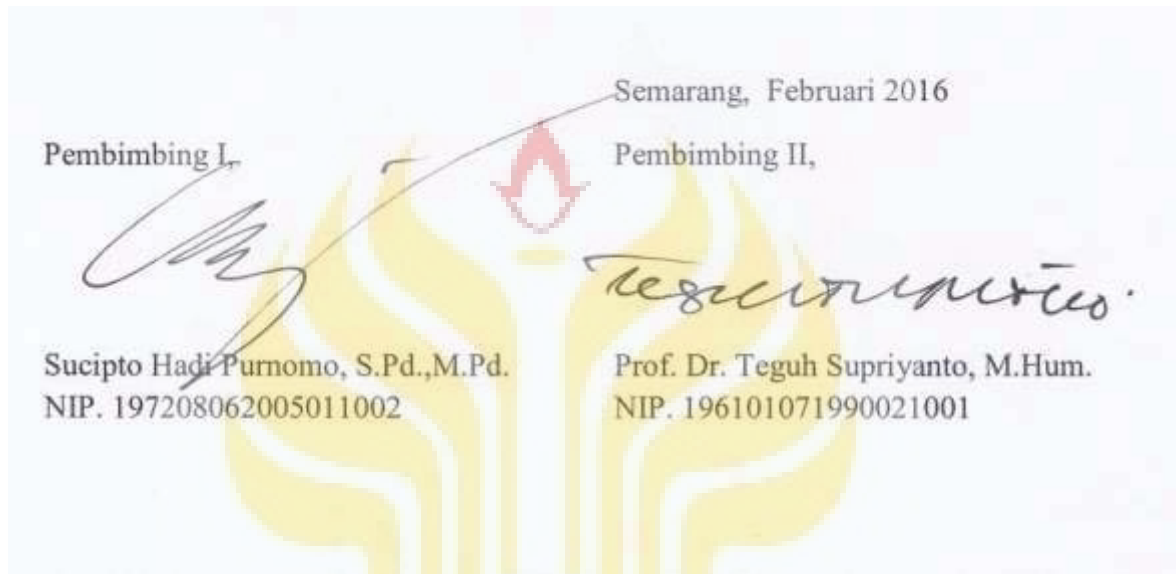 Semarang, Februari 2016
Pembimbing I,
Pembimbing II,
Sucipto Hadi Purnomo, S.Pd.,M.Pd.
NIP. 197208062005011002
Prof. Dr. Teguh Supriyanto, M.Hum.
NIP. 196101071990021001